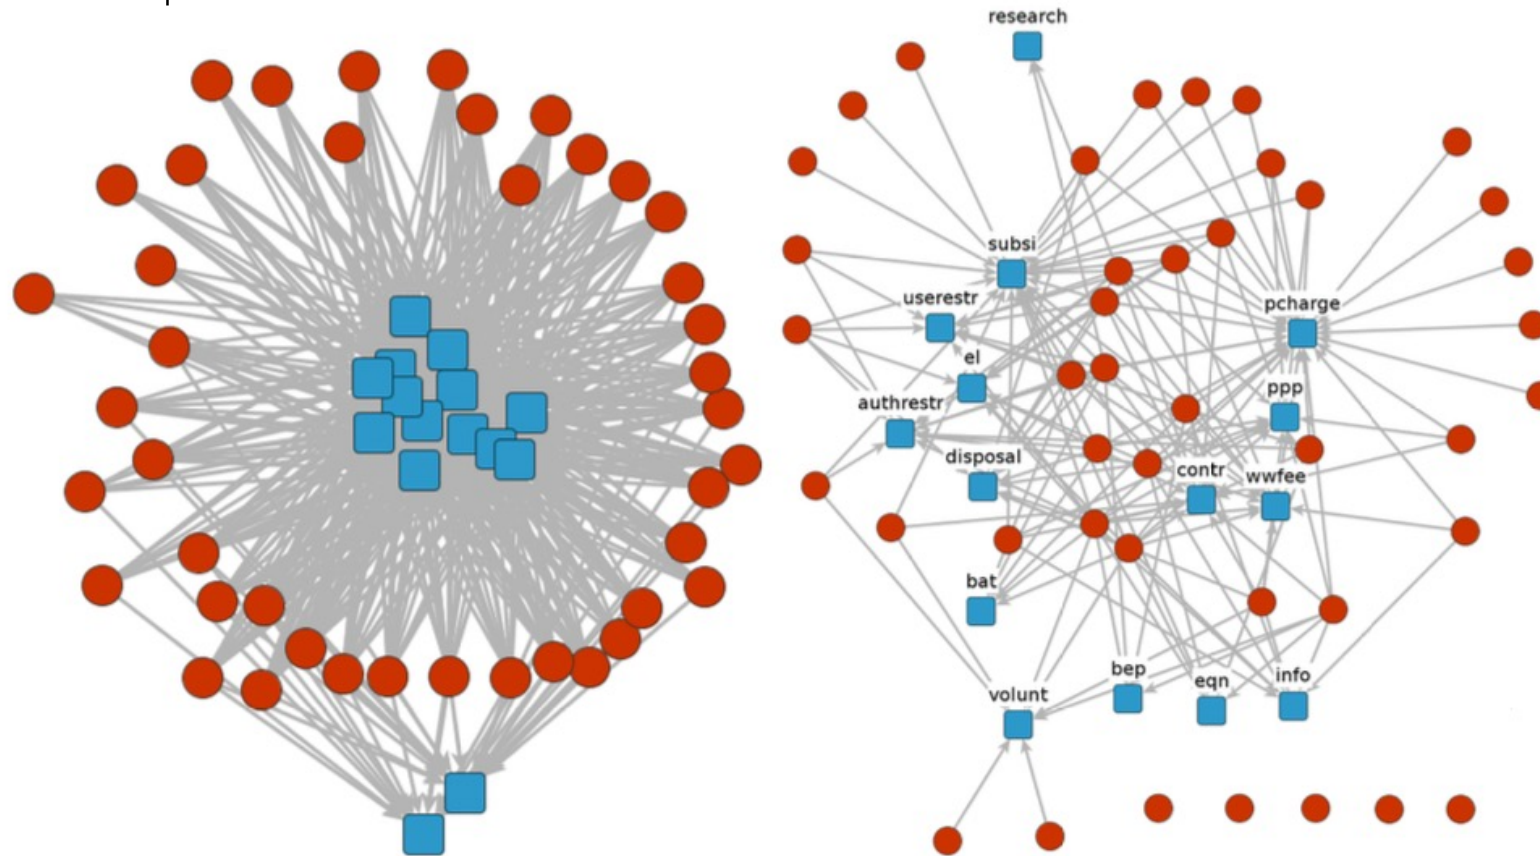 research
subsi
userestr
pcharge
el
ppp
authrestr
disposal
contr
wwfee
bat
bep
eqn
info
volunt